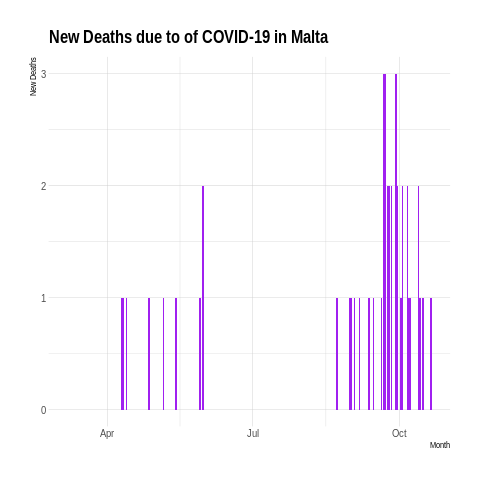 New Deaths due to of COVID-19 in Malta
New Deaths
3
2
1
0
Apr
Jul
Oct
Month